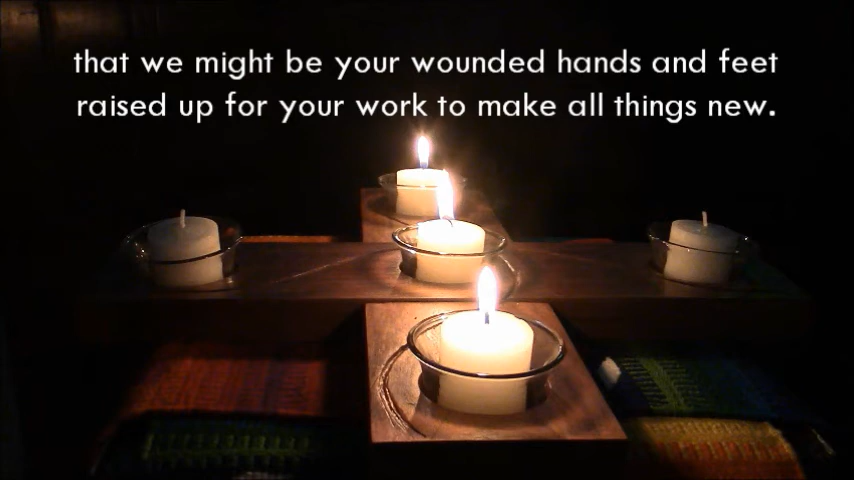 that we might be your wounded hands and feet
raised up for your work to make all things new.